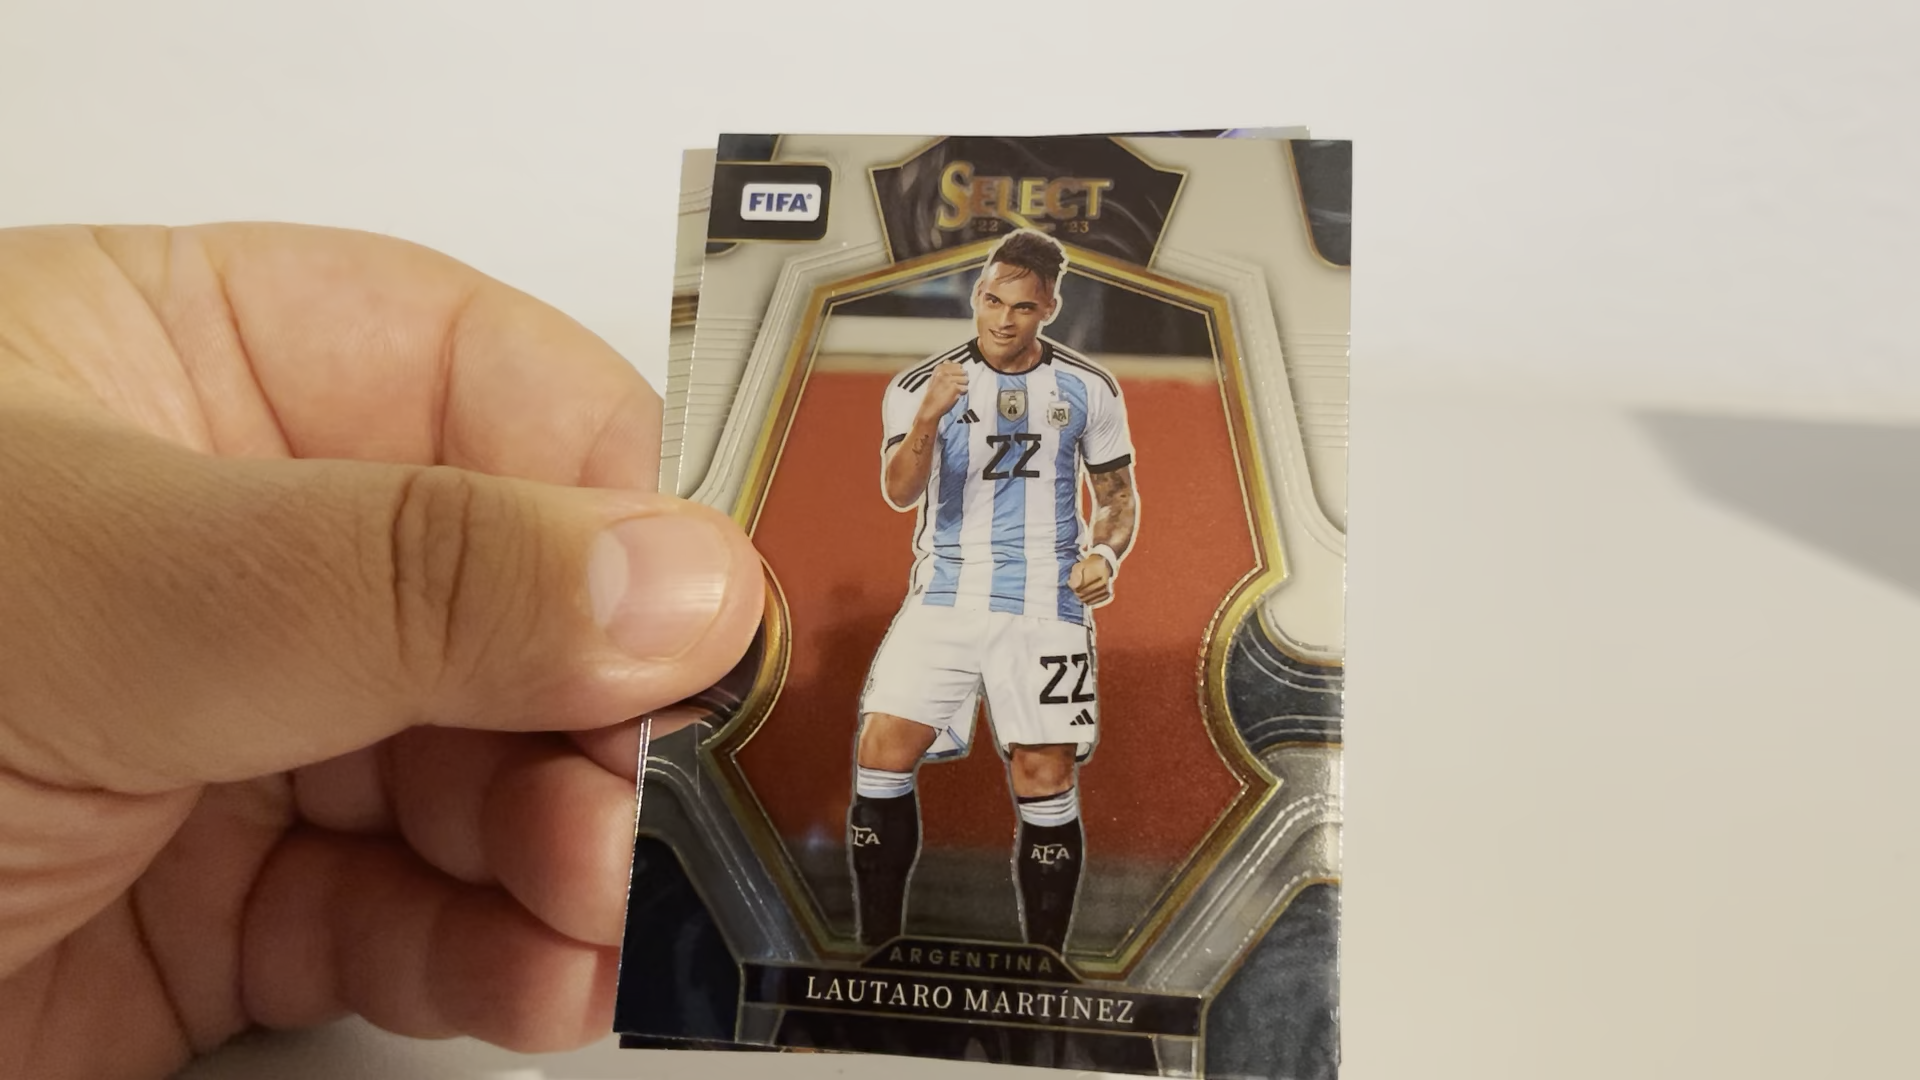 FIFA
SELECT
22 23
22
22
AFA
AFA
ARGENTINA
LAUTARO MARTÍNEZ